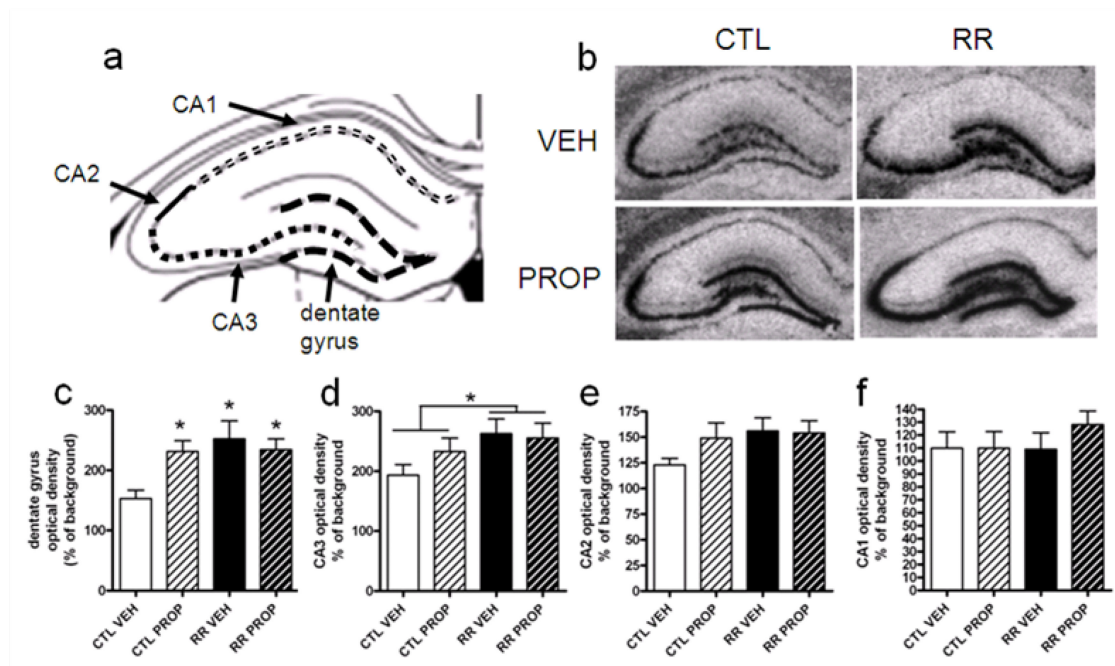 a
CA1
CA2
CA3
dentate
gyrus
b
CTL
RR
VEH
PROP
c
dentate gyrus
optical density
(% of background)
300
200
100
0
*
*
*
CTL VEH
CTL PROP
RR VEH
RR PROP
d
CA3 optical density
% of background
300
200
100
0
*
CTL VEH
CTL PROP
RR VEH
RR PROP
e
CA2 optical density
% of background
175
150
125
100
75
50
25
0
CTL VEH
CTL PROP
RR VEH
RR PROP
f
CA1 optical density
% of background
140
130
120
110
100
90
80
70
60
50
40
30
20
10
0
CTL VEH
CTL PROP
RR VEH
RR PROP